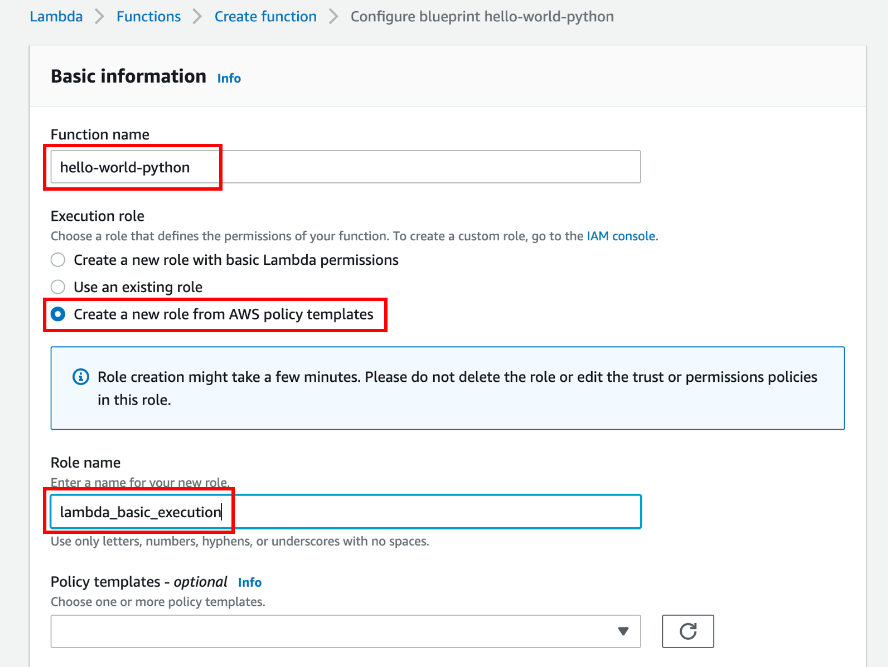 Lambda > Functions > Create function > Configure blueprint hello-world-python
Basic information Info
Function name
hello-world-python
Execution role
Choose a role that defines the permissions of your function. To create a custom role, go to the IAM console.
Create a new role with basic Lambda permissions
Use an existing role
Create a new role from AWS policy templates
Role creation might take a few minutes. Please do not delete the role or edit the trust or permissions policies
in this role.
Role name
Enter a name for your new role.
lambda_basic_execution
Use only letters, numbers, hyphens, or underscores with no spaces.
Policy templates - optional Info
Choose one or more policy templates.